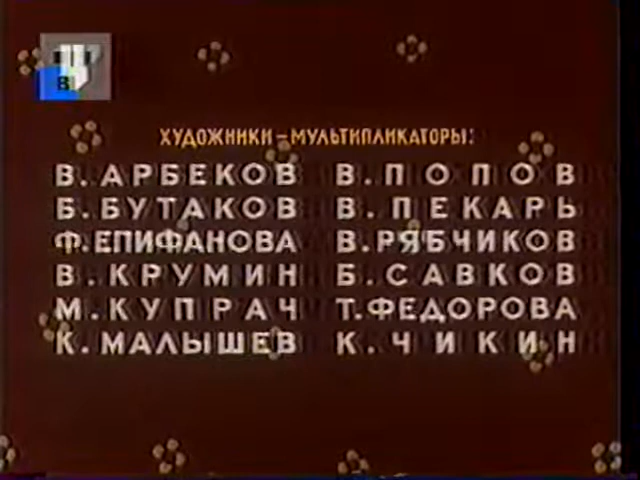 ХУДОЖНИКИ-МУЛЬТИПЛИКАТОРЫ:
В. АРБЕКОВ В. ПОПОВ
Б. БУТАКОВ В. ПЕКАРЬ
Ф. ЕПИФАНОВА В. РЯБЧИКОВ
В. КРУМИН Б. САВКОВ
М. КУПРАЧ Т. ФЕДОРОВА
К. МАЛЫШЕВ К. ЧИКИН